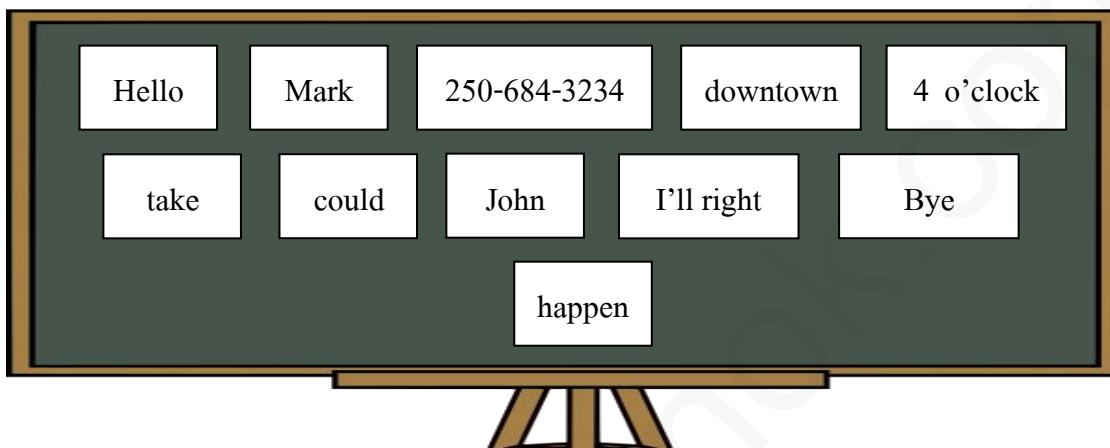 Hello Mark 250-684-3234 downtown 4 o’clock
take could John I’ll right Bye
happen